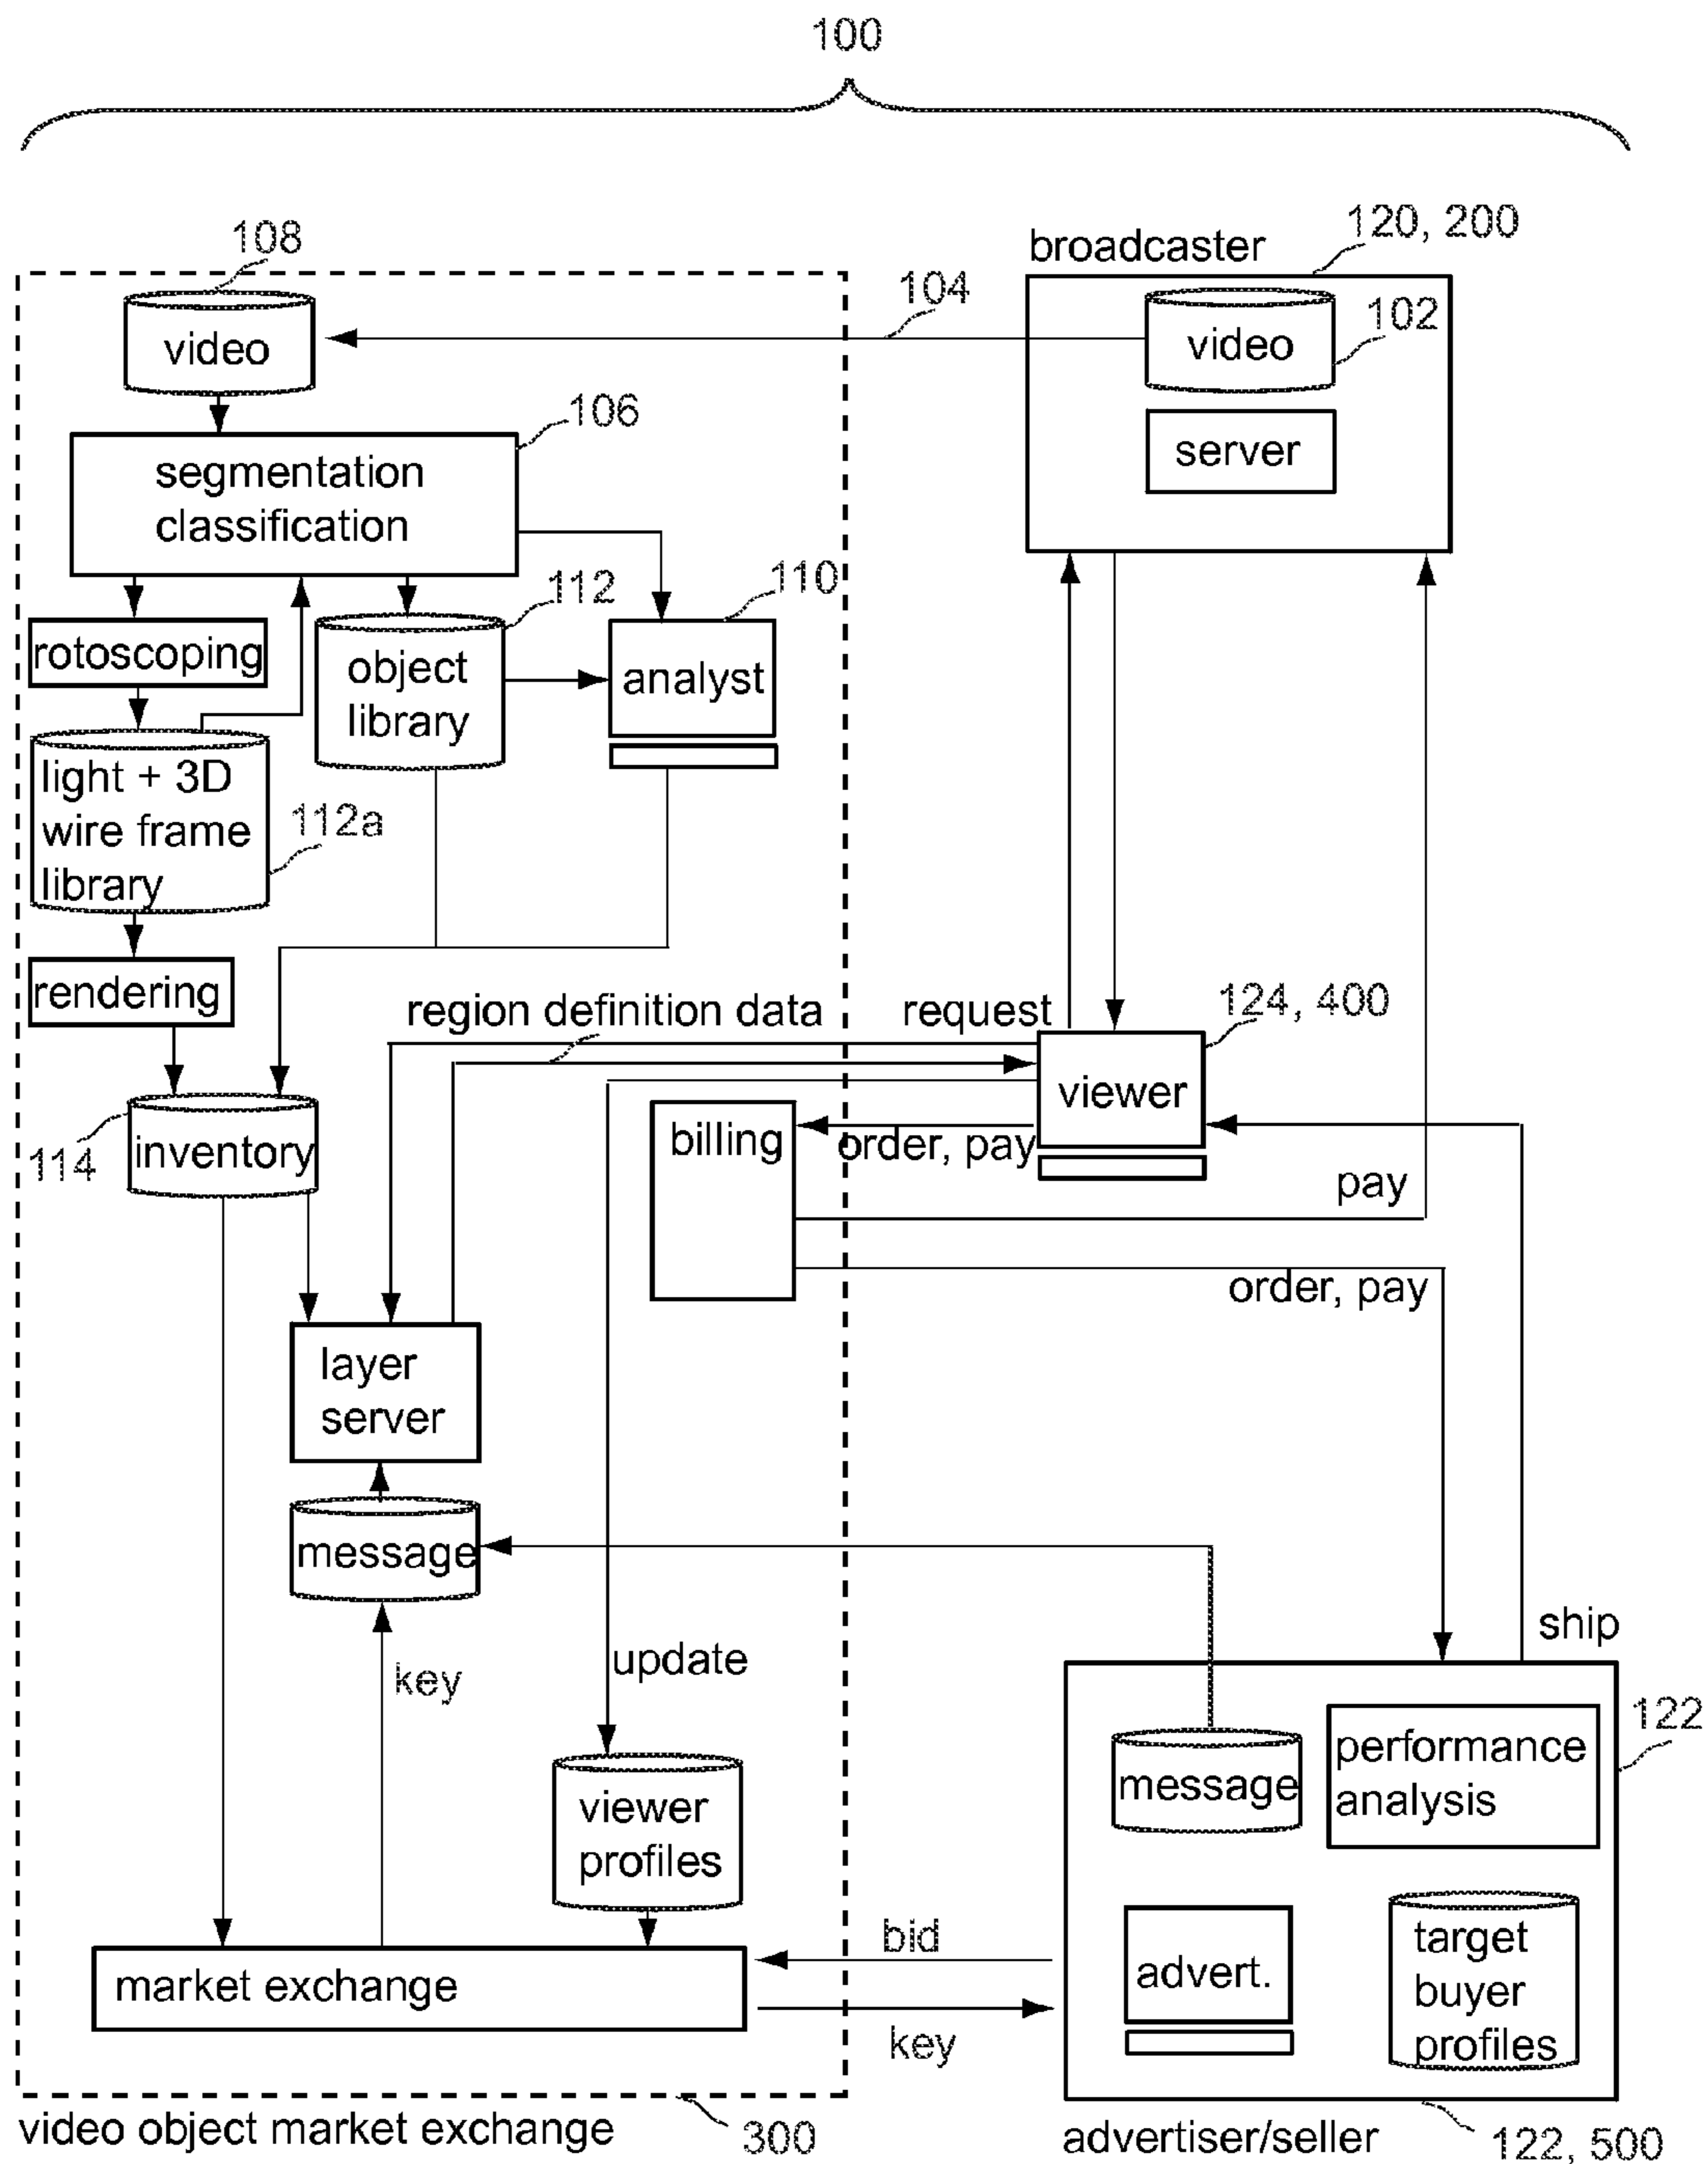 100
108
broadcaster
120, 200
104
102
video
video
106
segmentation
classification
server
112
110
rotoscoping
object
library
analyst
light + 3D
wire frame
library
112a
rendering
region definition data
request
124, 400
viewer
114
inventory
billing
order, pay
pay
order, pay
layer
server
message
key
update
ship
122
message
performance
analysis
viewer
profiles
bid
market exchange
key
advert.
target
buyer
profiles
video object market exchange
300
advertiser/seller
122, 500